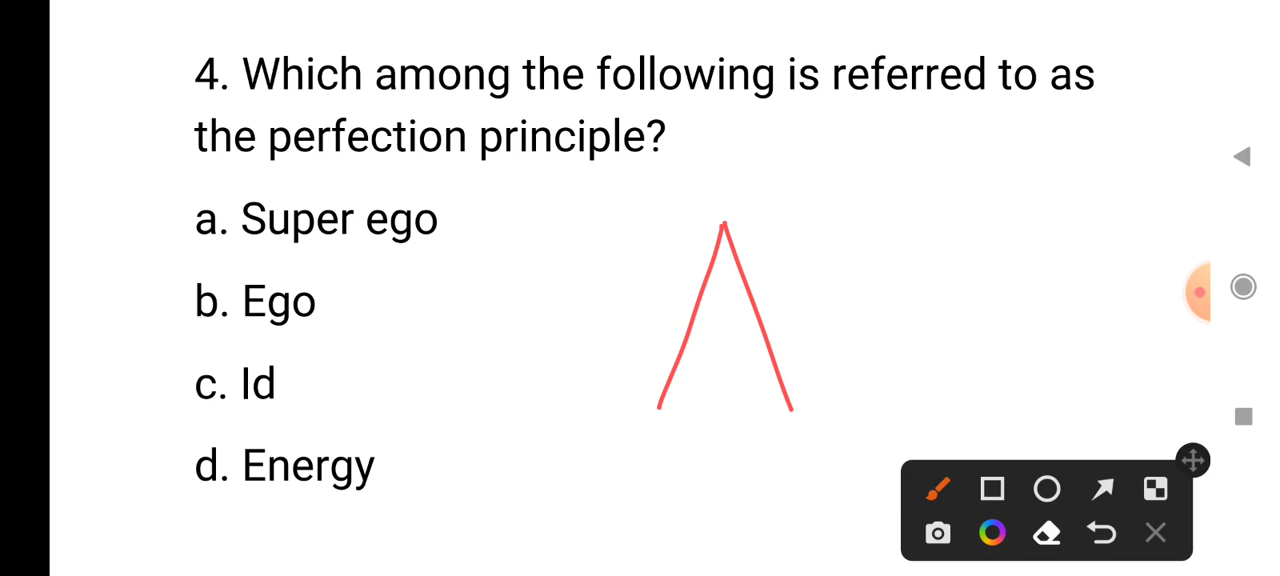 4. Which among the following is referred to as
the perfection principle?
a. Super ego
b. Ego
c. Id
d. Energy